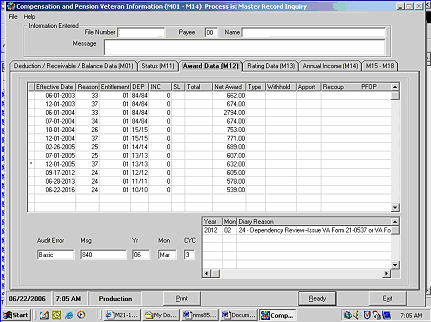 Compensation and Pension Veteran Information (M01 - M14) Process is: Master Record Inquiry
File Help
Information Entered
File Number Payee 00 Name
Message
Deduction / Receivable / Balance Data (M01) Status (M11) Award Data (M12) Rating Data (M13) Annual Income (M14) M15 - M18
Effective Date Reason Entitlement DEP INC SL Total Net Award Type Withhold Apport Recoup PFOP
06-01-2003 33 01 84/84 0 662.00
12-01-2003 37 01 84/84 0 674.00
06-01-2004 33 01 84/84 0 2794.00
07-01-2004 34 01 84/84 0 674.00
10-01-2004 26 01 15/15 0 753.00
12-01-2004 37 01 15/15 0 771.00
02-26-2005 25 01 14/14 0 689.00
07-01-2005 25 01 13/13 0 607.00
* 12-01-2005 37 01 13/13 0 632.00
09-17-2012 24 01 12/12 0 605.00
06-28-2013 24 01 11/11 0 578.00
06-22-2016 24 01 10/10 0 539.00
Year Mon Diary Reason
2012 02 24 - Dependency Review--Issue VA Form 21-0537 or VA Fo
Audit Error Msg Yr Mon CYC
Basic 840 06 Mar 3
06/22/2006 7:05 AM Production Print Ready Exit
Start M21-1... My Do... nms85... Docum... Comp... 7:05 AM